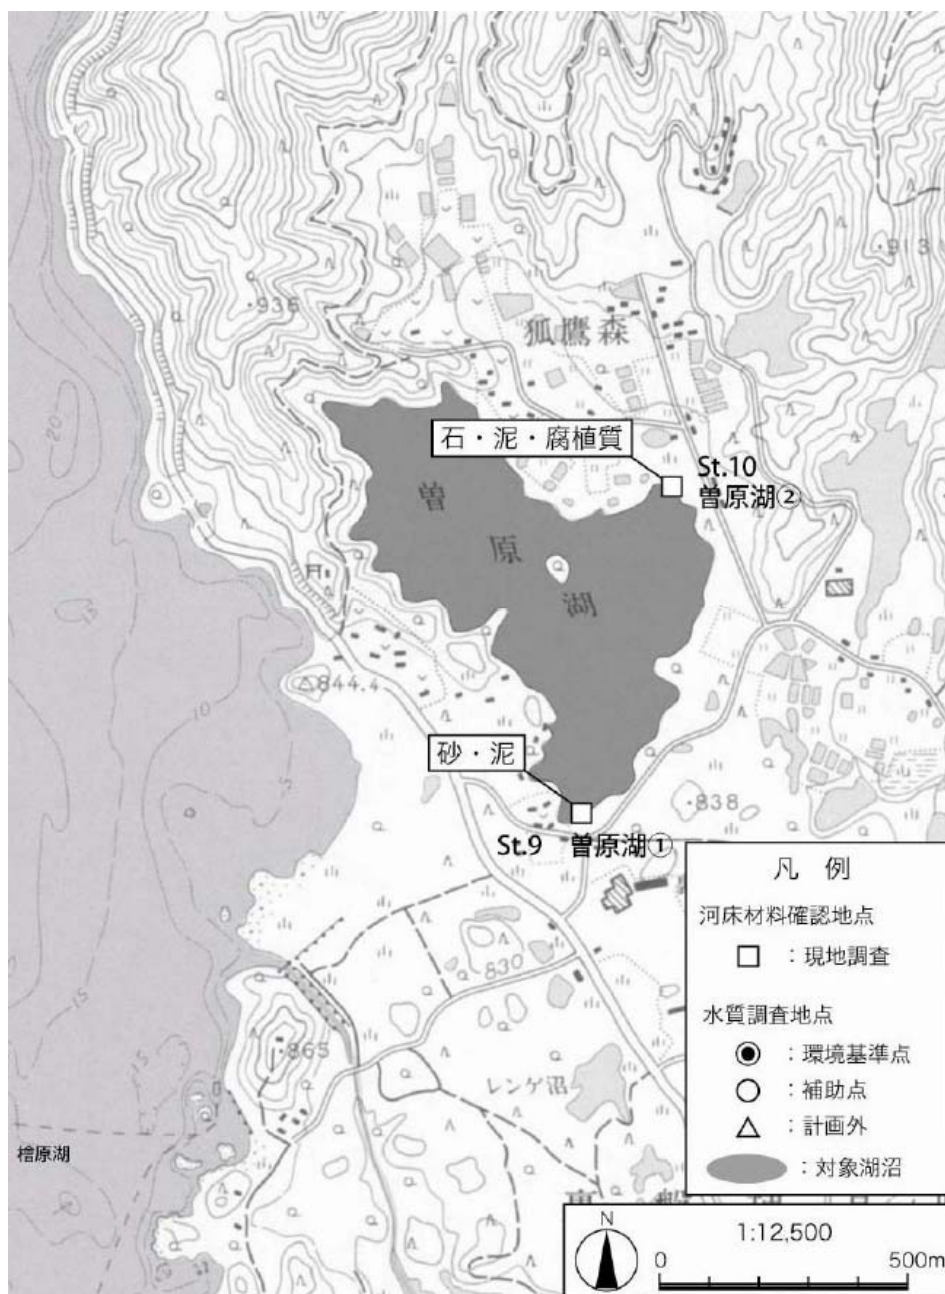 913
936
20
狐鷹森
石・泥・腐植質
St.10
曽原湖②
曽
原
湖
15
10
844.4
15
砂・泥
838
St.9 曽原湖①
830
15
865
レンゲ沼
檜原湖
凡 例
河床材料確認地点
：現地調査
水質調査地点
：環境基準点
：補助点
：計画外
：対象湖沼
N
1:12,500
0 500m